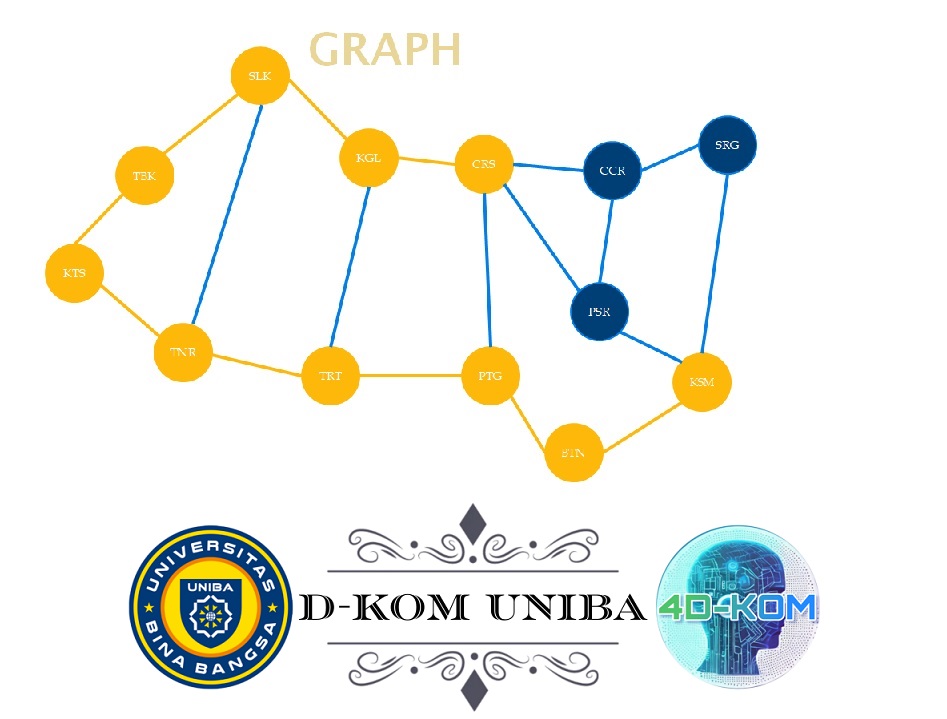 GRAPH
SLK
KGL
CRS
CCR
SRG
TBK
KTS
PSR
TNR
TRT
PTG
KSM
BTN
UNIVERSITAS
UNIBA
BINA BANGSA
D-KOM UNIBA
4D-KOM